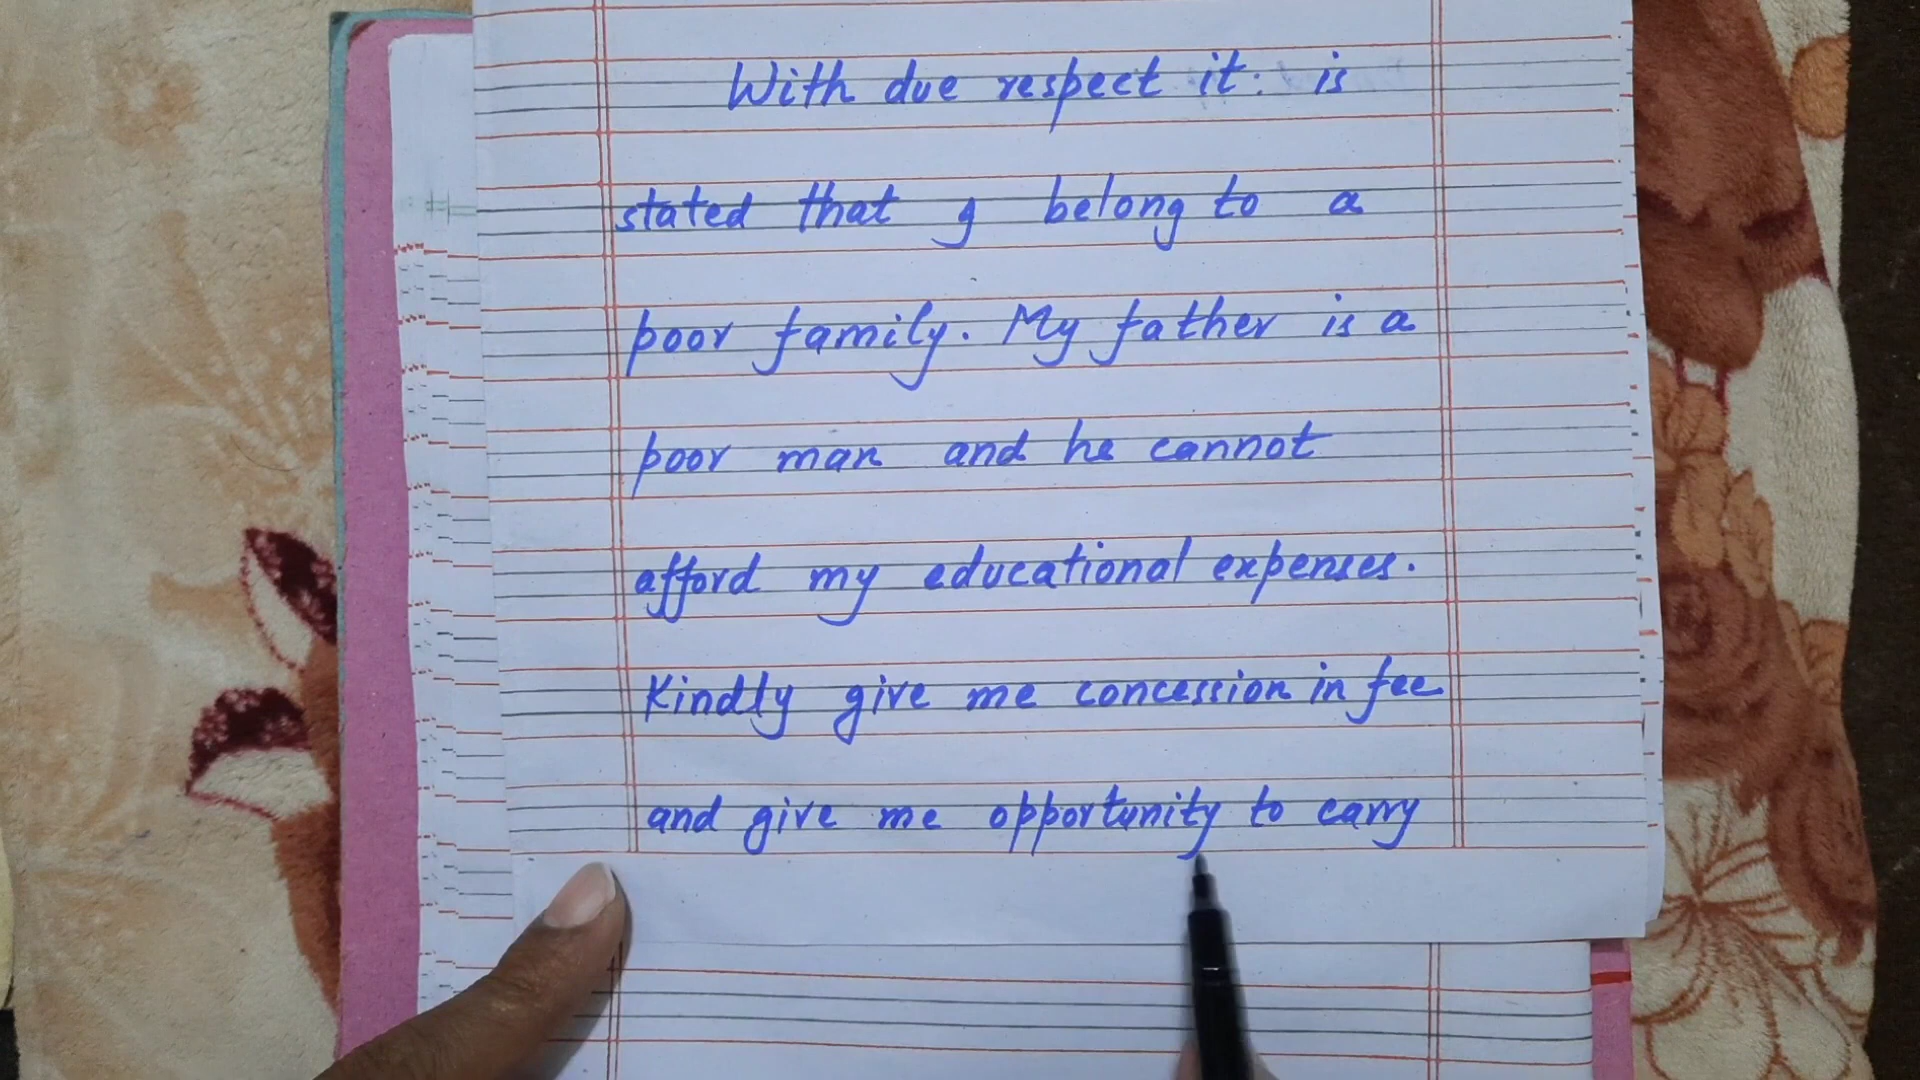 With due respect it is
stated that I belong to a
poor family. My father is a
poor man and he cannot
afford my educational expenses.
Kindly give me concession in fee
and give me opportunity to carry